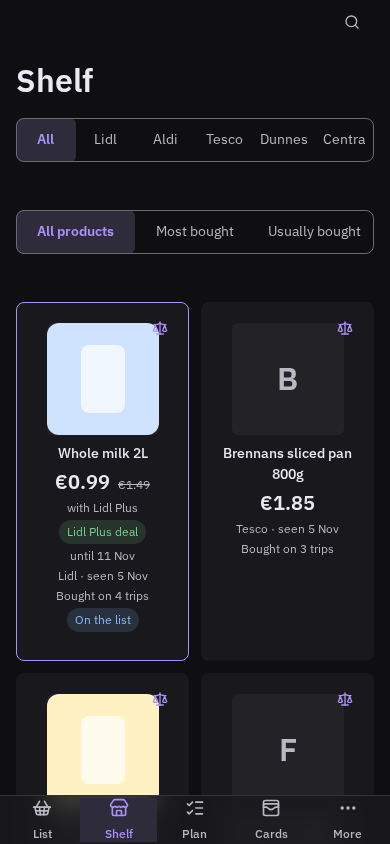 Shelf
All Lidl Aldi Tesco Dunnes Centra
All products Most bought Usually bought
Whole milk 2L
€0.99 €1.49
with Lidl Plus
Lidl Plus deal
until 11 Nov
Lidl · seen 5 Nov
Bought on 4 trips
On the list
B
Brennans sliced pan
800g
€1.85
Tesco · seen 5 Nov
Bought on 3 trips
F
List Shelf Plan Cards More